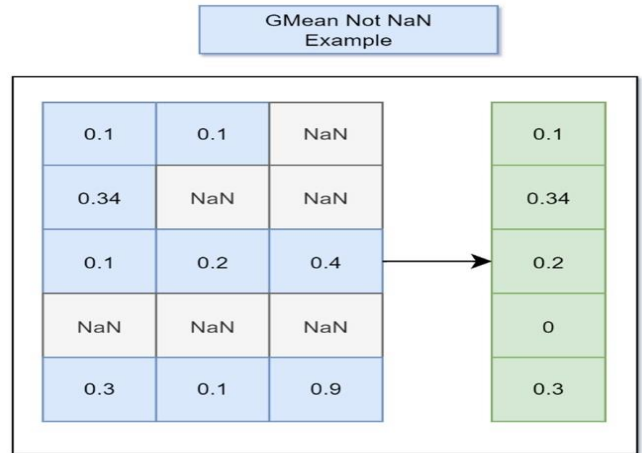 GMean Not NaN
Example
0.1 0.1 NaN 0.1
0.34 NaN NaN 0.34
0.1 0.2 0.4 0.2
NaN NaN NaN 0
0.3 0.1 0.9 0.3